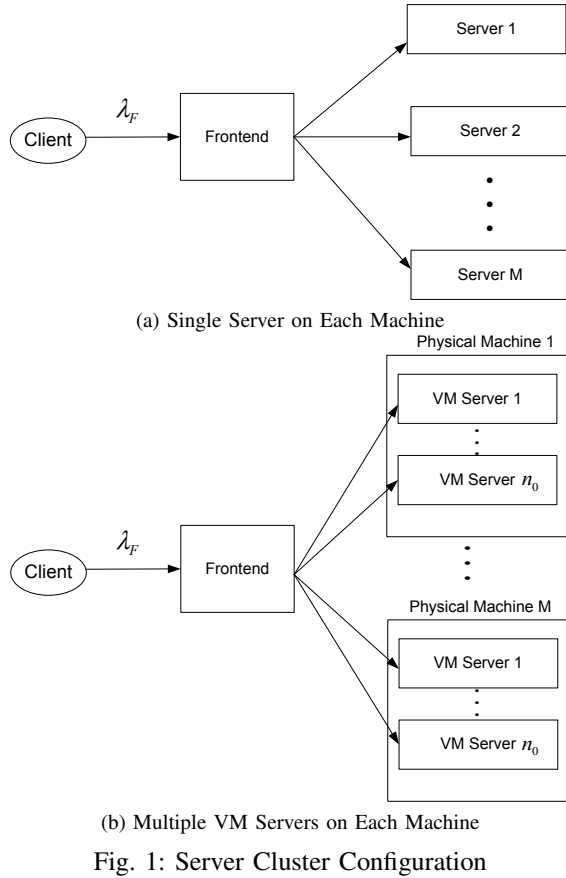 Server 1
λF
Client
Frontend
Server 2
Server M
(a) Single Server on Each Machine
Physical Machine 1
VM Server 1
VM Server n0
λF
Client
Frontend
Physical Machine M
VM Server 1
VM Server n0
(b) Multiple VM Servers on Each Machine
Fig. 1: Server Cluster Configuration